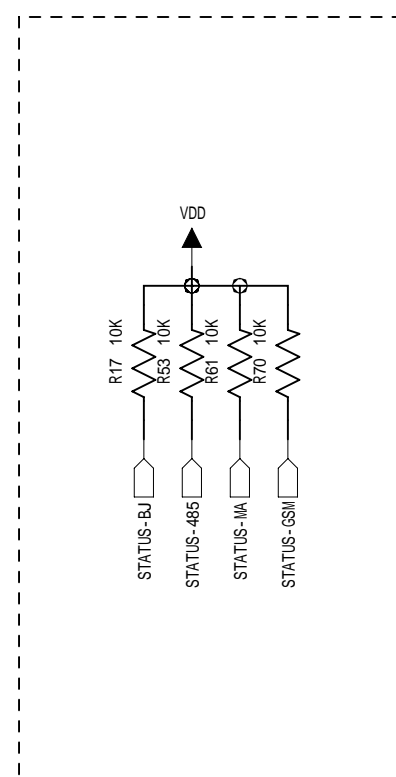 VDD
R17 10K
R53 10K
R61 10K
R70 10K
STATUS-BJ
STATUS-485
STATUS-MA
STATUS-GSM